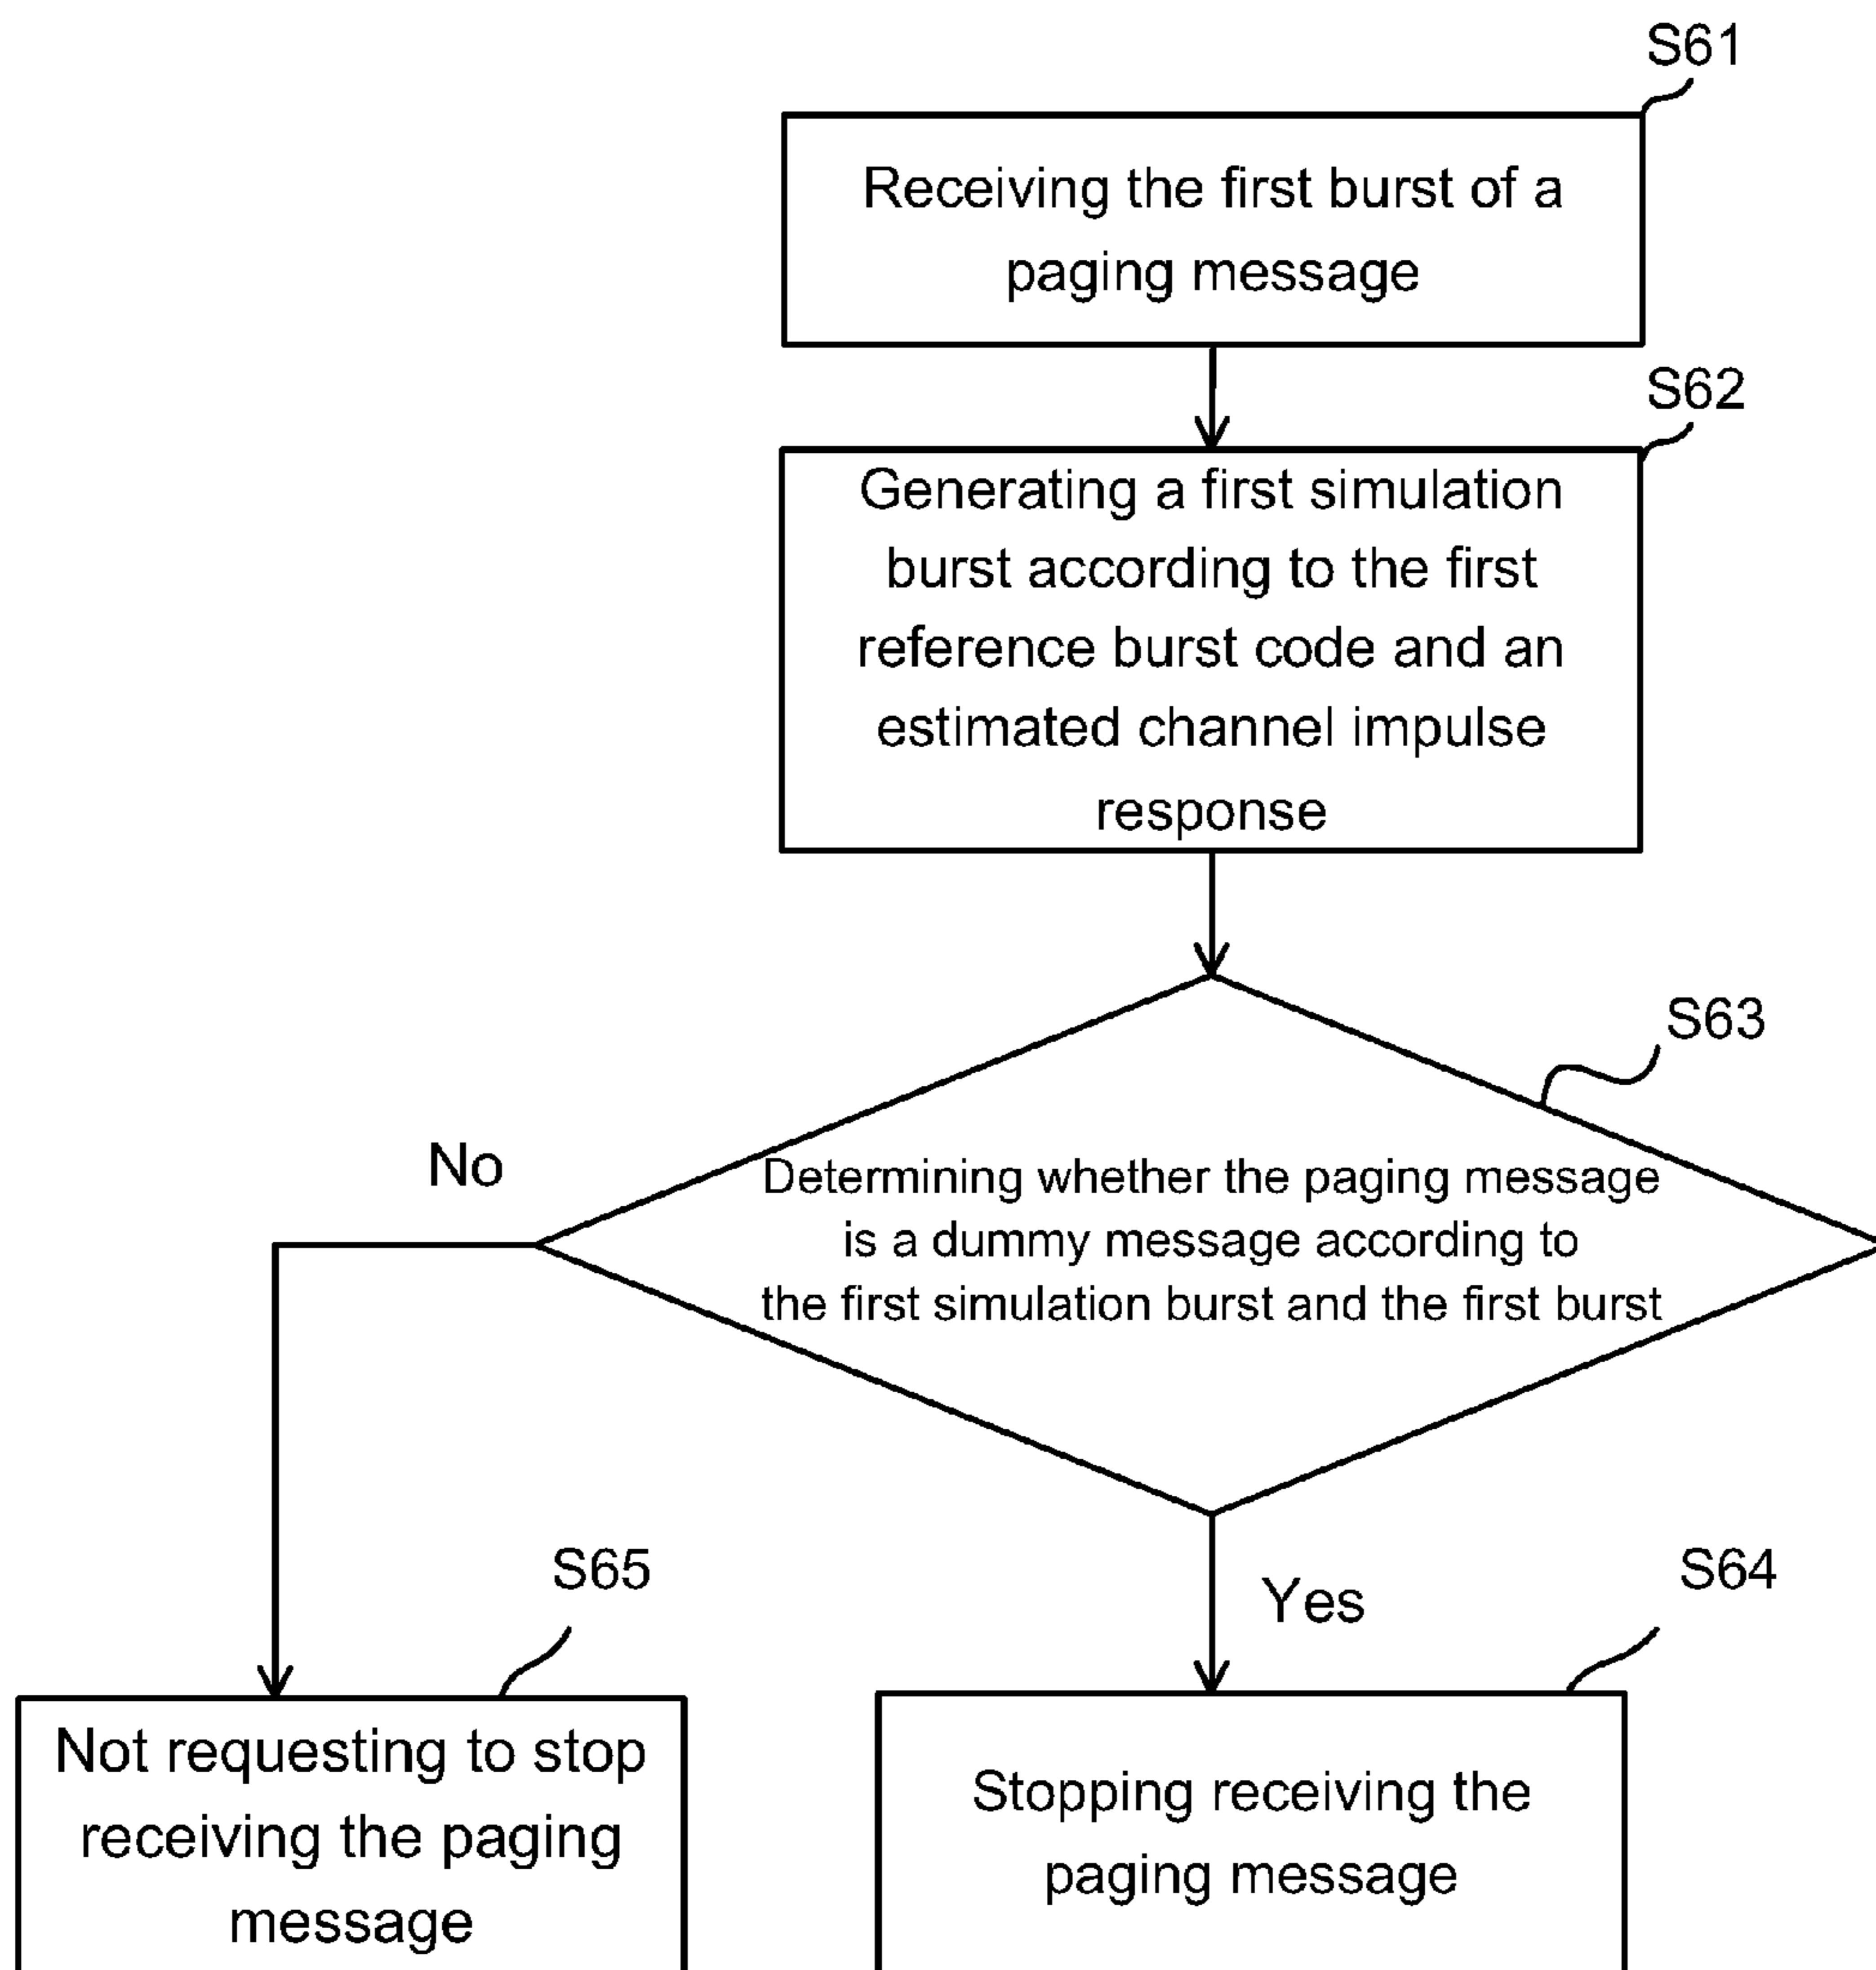 S61
Receiving the first burst of a
paging message
S62
Generating a first simulation
burst according to the first
reference burst code and an
estimated channel impulse
response
S63
No
Determining whether the paging message
is a dummy message according to
the first simulation burst and the first burst
S65
Yes
S64
Not requesting to stop
receiving the paging
message
Stopping receiving the
paging message